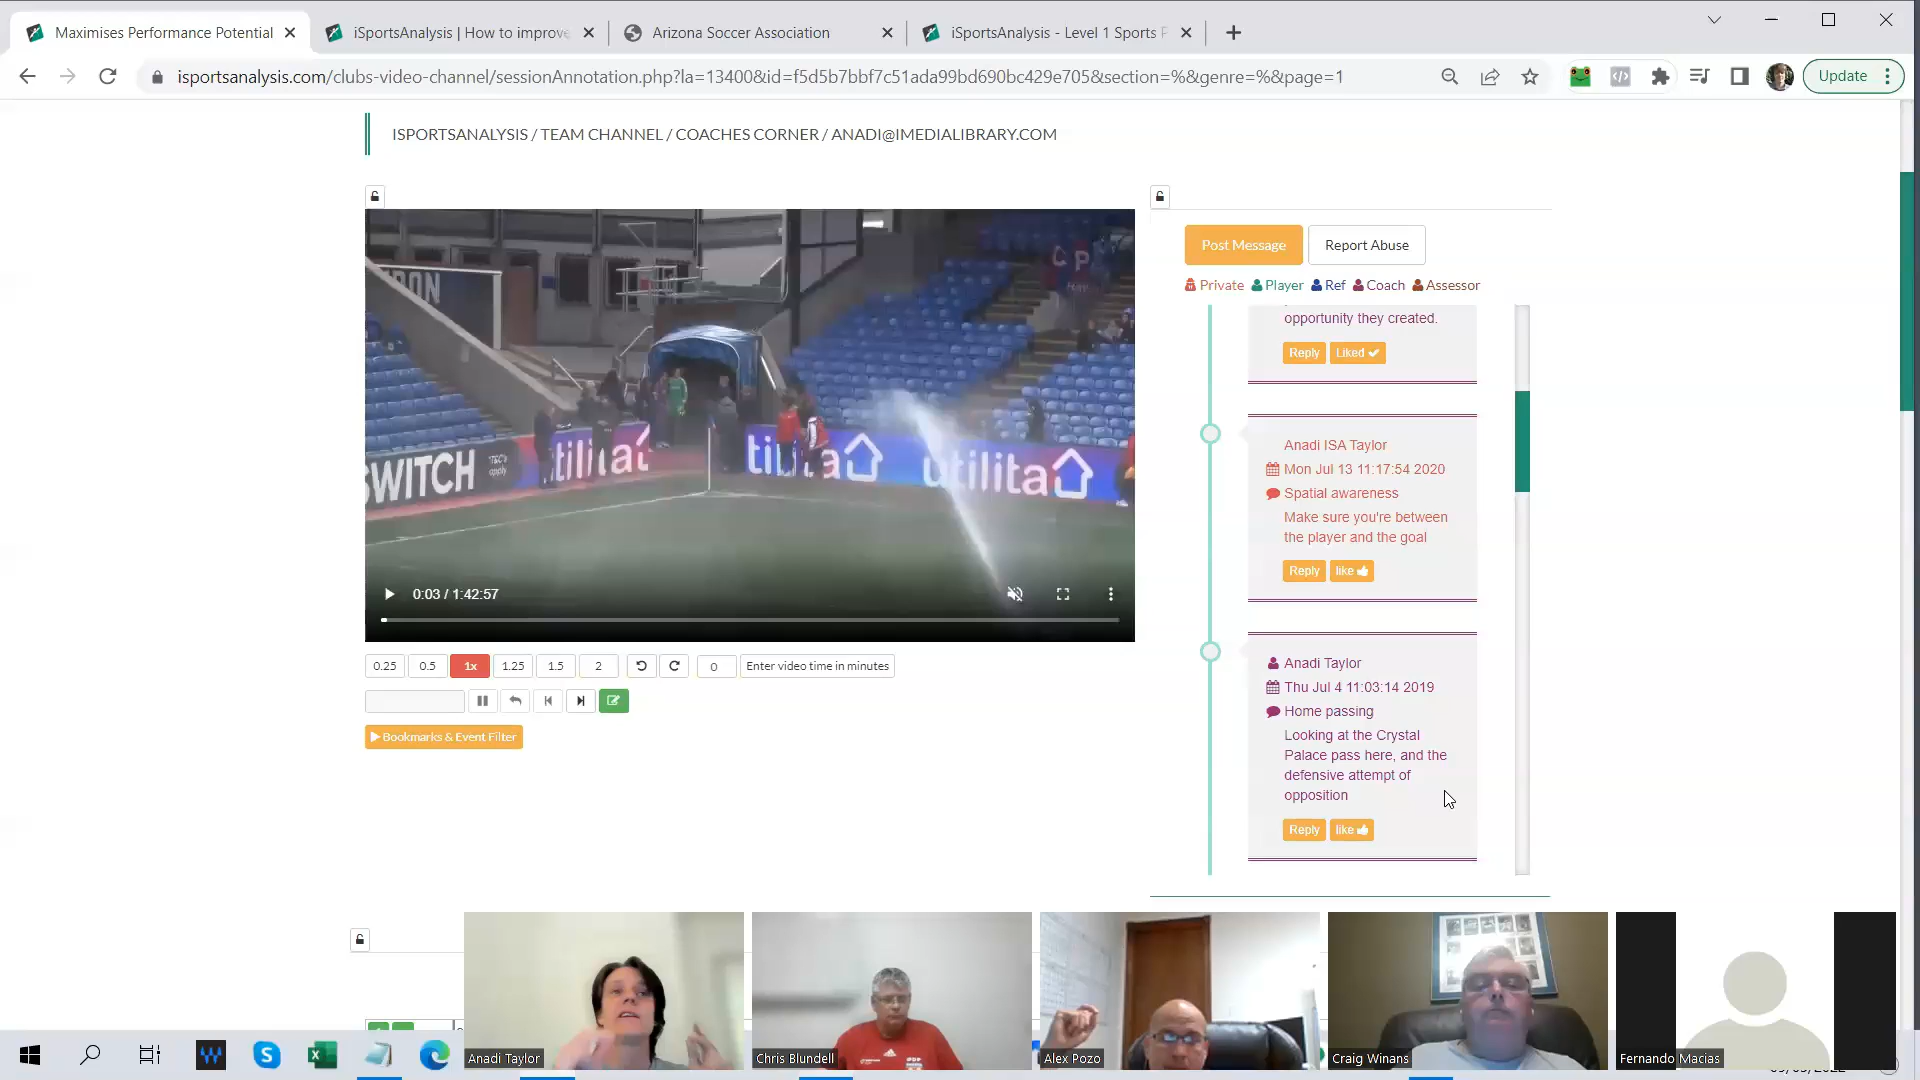 Maximises Performance Potential
iSportsAnalysis | How to improve
Arizona Soccer Association
iSportsAnalysis - Level 1 Sports P
isportsanalysis.com/clubs-video-channel/sessionAnnotation.php?la=13400&id=f5d5b7bbf7c51ada99bd690bc429e705&section=%&genre=%&page=1
Update
ISPORTSANALYSIS / TEAM CHANNEL / COACHES CORNER / ANADI@IMEDIALIBRARY.COM
Post Message
Report Abuse
Private Player Ref Coach Assessor
opportunity they created.
Reply Liked
Anadi ISA Taylor
Mon Jul 13 11:17:54 2020
Spatial awareness
Make sure you're between
the player and the goal
Reply like
Anadi Taylor
Thu Jul 4 11:03:14 2019
Home passing
Looking at the Crystal
Palace pass here, and the
defensive attempt of
opposition
Reply like
C P
SWITCH
T&C's
apply
utilita
utilita
utilita
0:03 / 1:42:57
0.25 0.5 1x 1.25 1.5 2 0 Enter video time in minutes
Bookmarks & Event Filter
Anadi Taylor
Chris Blundell
Alex Pozo
Craig Winans
Fernando Macias